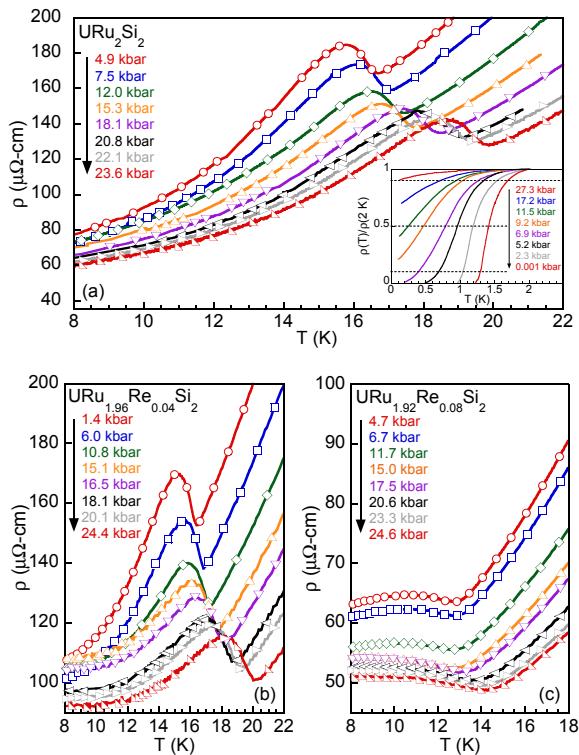 200
180
160
140
120
100
80
60
40
ρ (μΩ-cm)
URu2Si2
4.9 kbar
7.5 kbar
12.0 kbar
15.3 kbar
18.1 kbar
20.8 kbar
22.1 kbar
23.6 kbar
(a)
8 10 12 14 16 18 20 22
T (K)
1
0.5
0
ρ(T)/ρ(2 K)
27.3 kbar
17.2 kbar
11.5 kbar
9.2 kbar
6.9 kbar
5.2 kbar
2.3 kbar
0.001 kbar
0 0.5 1 1.5 2
T (K)
200
180
160
140
120
100
ρ (μΩ-cm)
URu1.96Re0.04Si2
1.4 kbar
6.0 kbar
10.8 kbar
15.1 kbar
16.5 kbar
18.1 kbar
20.1 kbar
24.4 kbar
(b)
8 10 12 14 16 18 20 22
T (K)
100
90
80
70
60
50
ρ (μΩ-cm)
URu1.92Re0.08Si2
4.7 kbar
6.7 kbar
11.7 kbar
15.0 kbar
17.5 kbar
20.6 kbar
23.3 kbar
24.6 kbar
(c)
8 10 12 14 16 18
T (K)